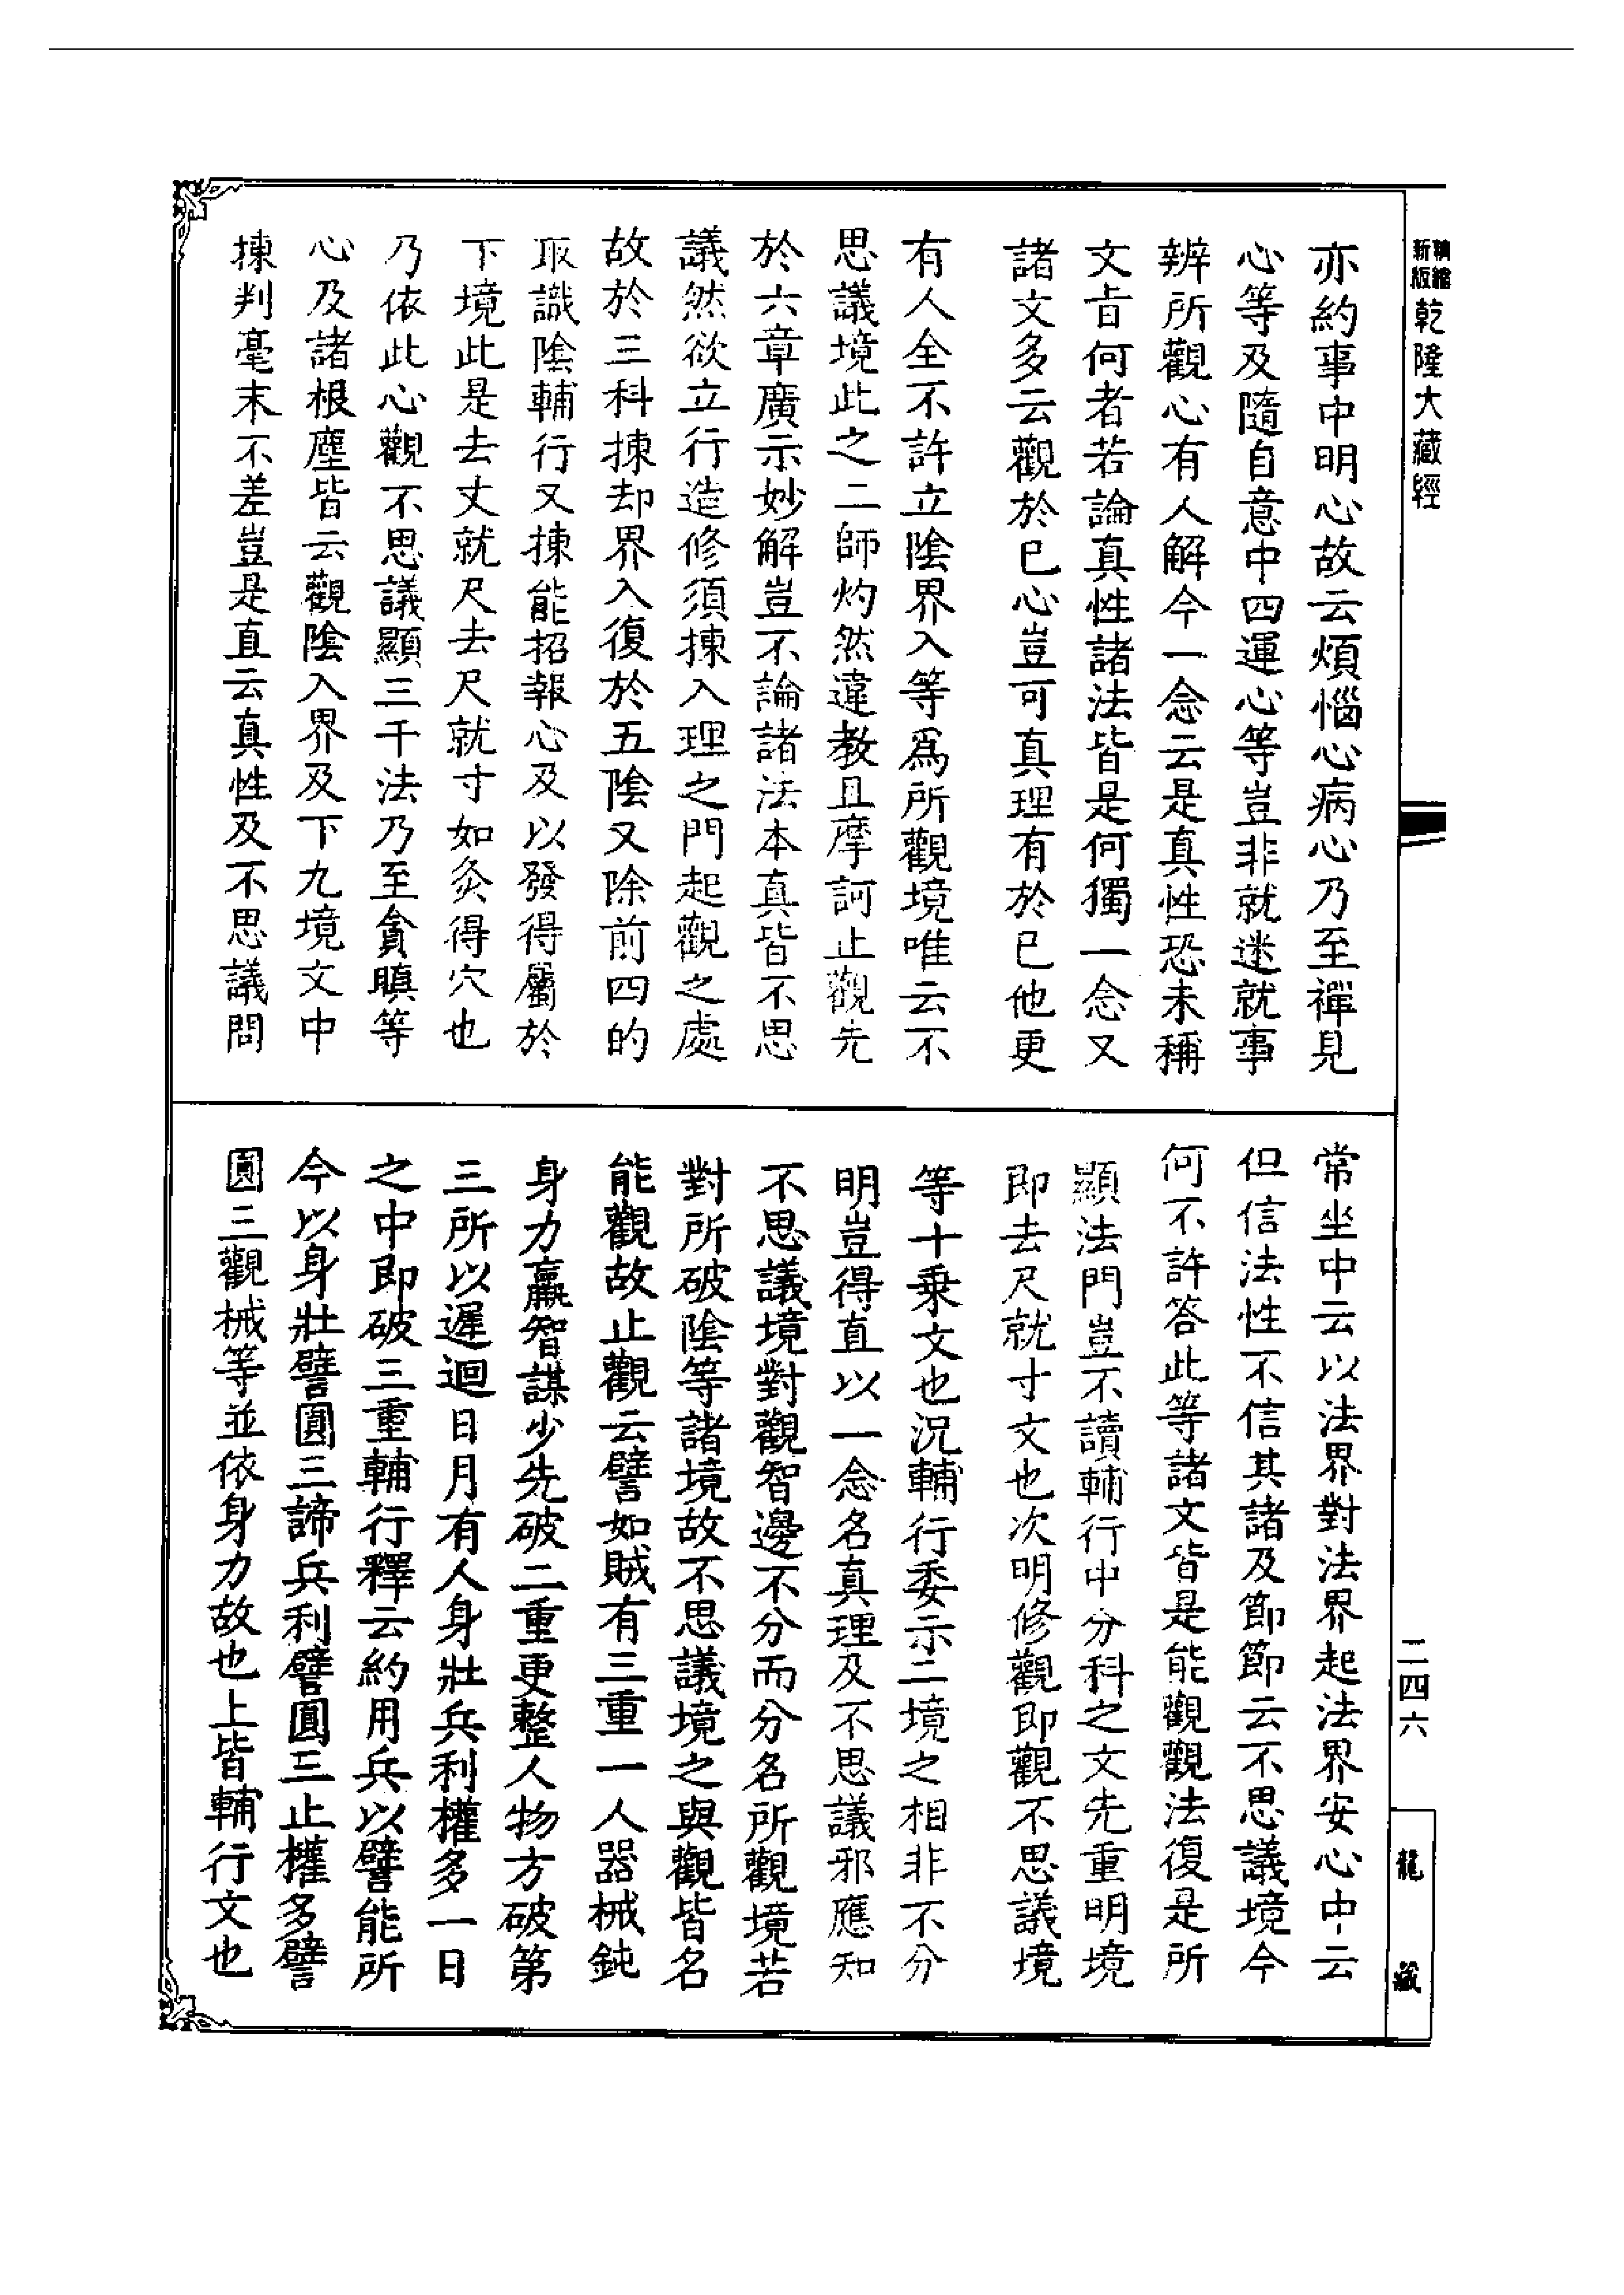 新版精縮乾隆大藏經
亦約事中明心故云煩惱心病心乃至禪見
心等及隨自意中四運心等豈非就迷就事
辨所觀心有人解今一念云是真性恐未稱
文旨何者若論真性諸法皆是何獨一念又
諸文多云觀於已心豈可真理有於已他更
有人全不許立陰界入等爲所觀境唯云不
思議境此之二師灼然違教且摩訶止觀先
於六章廣示妙解豈不論諸法本真皆不思
議然欲立行造修須揀入理之門起觀之處
故於三科揀却界入復於五陰又除前四的
取識陰輔行又揀能招報心及以發得屬於
下境此是去丈就尺去尺就寸如灸得穴也
乃依此心觀不思議顯三千法乃至貪瞋等
心及諸根塵皆云觀陰入界及下九境文中
揀判毫末不差豈是直云真性及不思議問
常坐中云以法界對法界起法界安心中云
但信法性不信其諸及節節云不思議境今
何不許答此等諸文皆是能觀觀法復是所
顯法門豈不讀輔行中分科之文先重明境
即去尺就寸文也次明修觀即觀不思議境
等十乘文也況輔行委示二境之相非不分
明豈得直以一念名真理及不思議邪應知
不思議境對觀智邊不分而分名所觀境若
對所破陰等諸境故不思議境之與觀皆名
能觀故止觀云譬如賊有三重一人器械鈍
身力羸智謀少先破二重更整人物方破第
三所以遲迴日月有人身壯兵利權多一日
之中即破三重輔行釋云約用兵以譬能所
今以身壯譬圓三諦兵利譬圓三止權多譬
圓三觀械等並依身力故也上皆輔行文也
二四六
龍藏